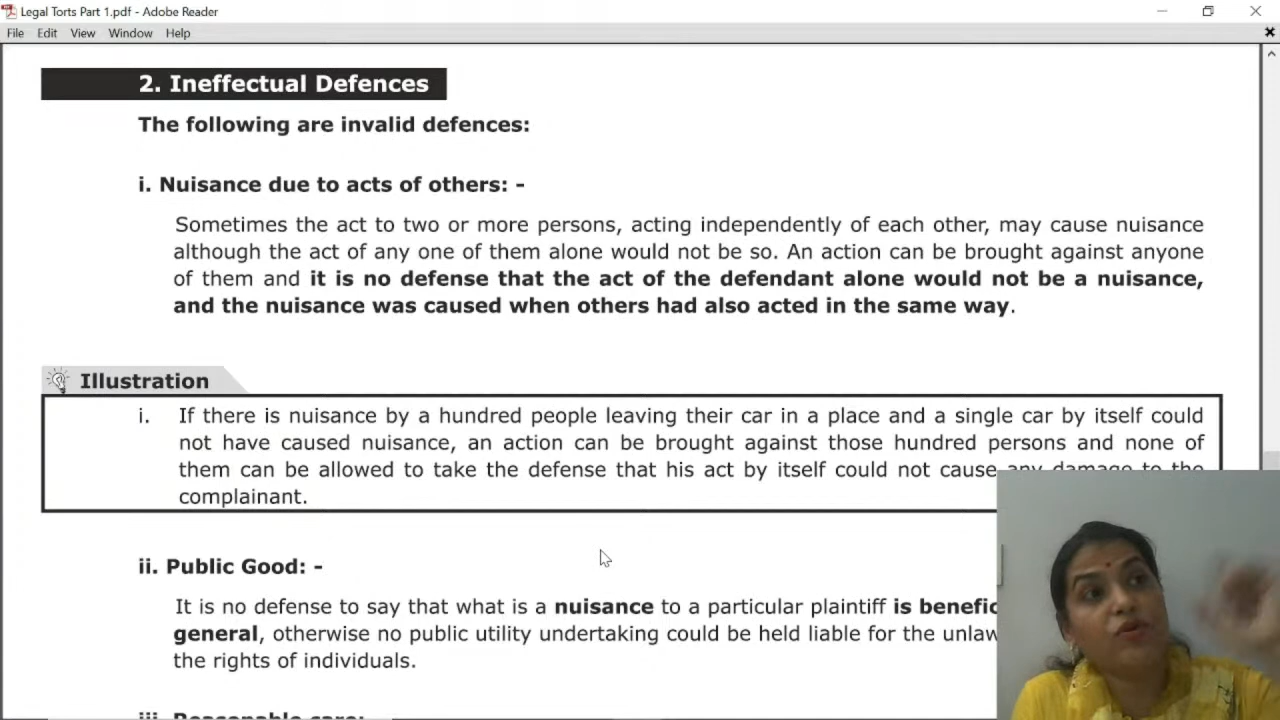 Legal Torts Part 1.pdf - Adobe Reader
File Edit View Window Help
2. Ineffectual Defences
The following are invalid defences:
i. Nuisance due to acts of others: -
Sometimes the act to two or more persons, acting independently of each other, may cause nuisance
although the act of any one of them alone would not be so. An action can be brought against anyone
of them and it is no defense that the act of the defendant alone would not be a nuisance,
and the nuisance was caused when others had also acted in the same way.
Illustration
i. If there is nuisance by a hundred people leaving their car in a place and a single car by itself could
not have caused nuisance, an action can be brought against those hundred persons and none of
them can be allowed to take the defense that his act by itself could not cause any damage to the
complainant.
ii. Public Good: -
It is no defense to say that what is a nuisance to a particular plaintiff is
general, otherwise no public utility undertaking could be held liable for the
the rights of individuals.
iii. Reasonable care: